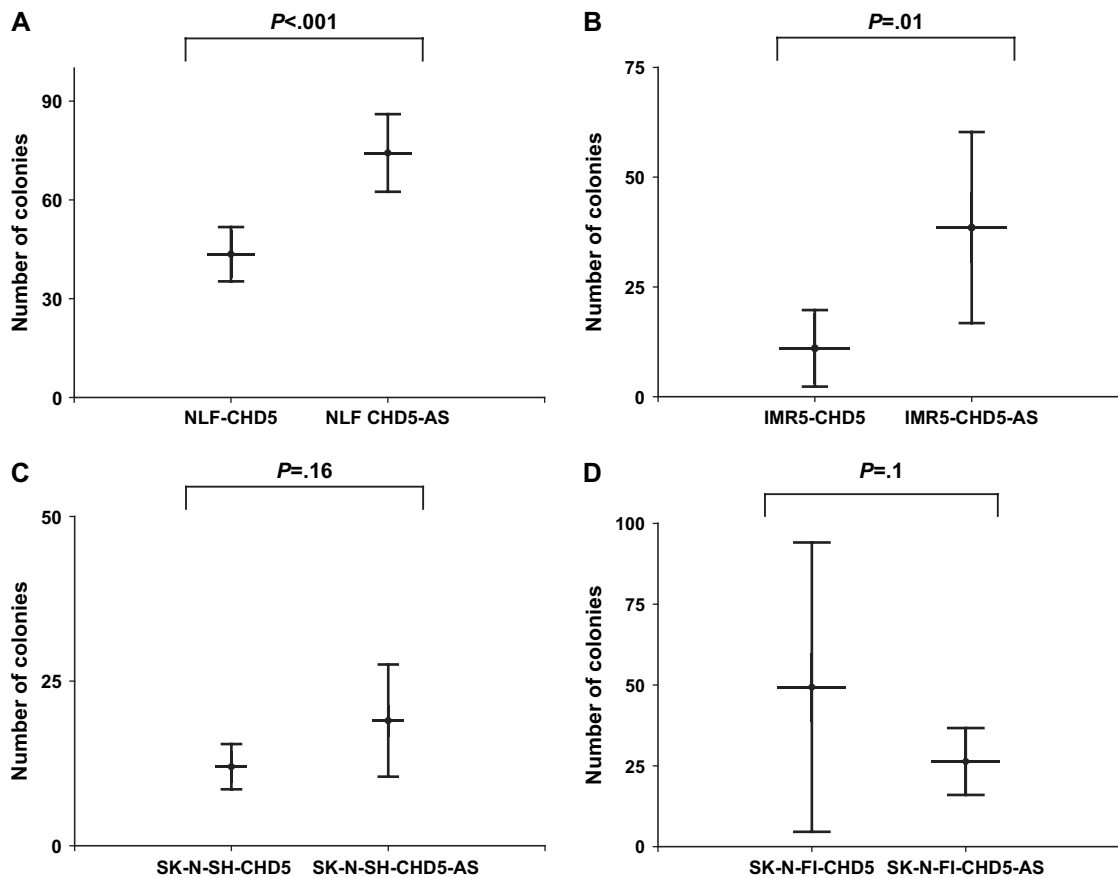 A
P<.001
Number of colonies
90
60
30
0
NLF-CHD5
NLF CHD5-AS
B
P=.01
Number of colonies
75
50
25
0
IMR5-CHD5
IMR5-CHD5-AS
C
P=.16
Number of colonies
50
25
0
SK-N-SH-CHD5
SK-N-SH-CHD5-AS
D
P=.1
Number of colonies
100
75
50
25
0
SK-N-FI-CHD5
SK-N-FI-CHD5-AS